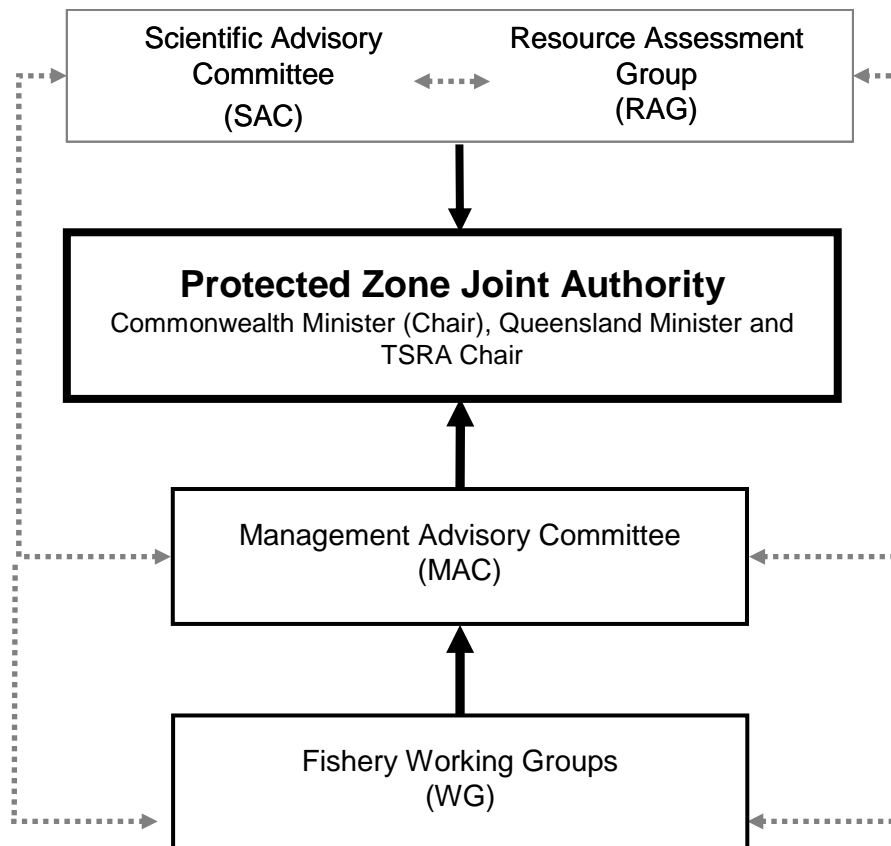 Scientific Advisory
Committee
(SAC)
Resource Assessment
Group
(RAG)
Protected Zone Joint Authority
Commonwealth Minister (Chair), Queensland Minister and
TSRA Chair
Management Advisory Committee
(MAC)
Fishery Working Groups
(WG)